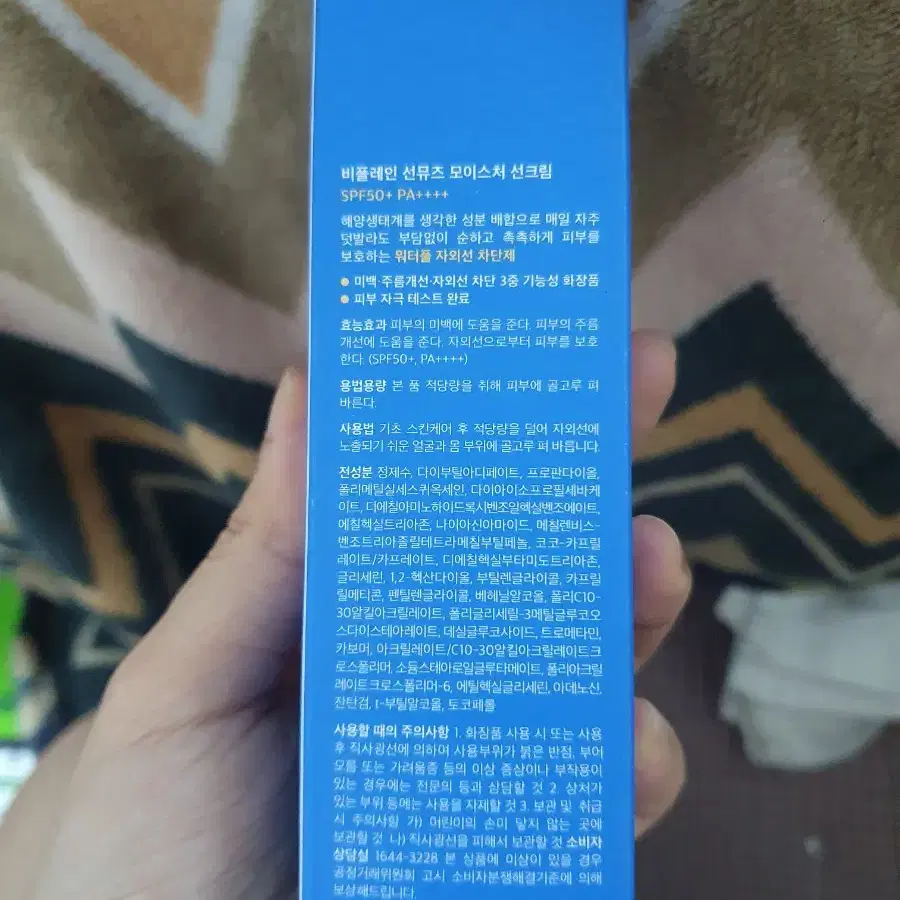 비플레인 선뮤즈 모이스처 선크림
SPF50+ PA++++
해양생태계를 생각한 성분 배합으로 매일 자주
덧발라도 부담없이 순하고 촉촉하게 피부를
보호하는 워터풀 자외선 차단제
● 미백·주름개선·자외선 차단 3중 기능성 화장품
● 피부 자극 테스트 완료
효능효과 피부의 미백에 도움을 준다. 피부의 주름
개선에 도움을 준다. 자외선으로부터 피부를 보호
한다. (SPF50+, PA++++)
용법용량 본 품 적당량을 취해 피부에 골고루 펴
바른다.
사용법 기초 스킨케어 후 적당량을 덜어 자외선에
노출되기 쉬운 얼굴과 몸 부위에 골고루 펴 바릅니다.
전성분 정제수, 다이부틸아디페이트, 프로판다이올,
폴리메틸실세스퀴옥세인, 다이아이소프로필세바케
이트, 디에칠아미노하이드록시벤조일헥실벤조에이트,
에칠헥실트리아존, 나이아신아마이드, 메칠렌비스-
벤조트리아졸릴테트라메칠부틸페놀, 코코-카프릴
레이트/카프레이트, 디에칠헥실부타미도트리아존,
글리세린, 1,2-헥산다이올, 부틸렌글라이콜, 카프릴
릴메티콘, 펜틸렌글라이콜, 베헤닐알코올, 폴리C10-
30알킬아크릴레이트, 폴리글리세릴-3메틸글루코오
스다이스테아레이트, 데실글루코사이드, 트로메타민,
카보머, 아크릴레이트/C10-30알킬아크릴레이트크
로스폴리머, 소듐스테아로일글루타메이트, 폴리아크릴
레이트크로스폴리머-6, 에틸헥실글리세린, 아데노신,
잔탄검, t-부틸알코올, 토코페롤
사용할 때의 주의사항 1. 화장품 사용 시 또는 사용
후 직사광선에 의하여 사용부위가 붉은 반점, 부어
오름 또는 가려움증 등의 이상 증상이나 부작용이
있는 경우에는 전문의 등과 상담할 것 2. 상처가
있는 부위 등에는 사용을 자제할 것 3. 보관 및 취급
시 주의사항 가) 어린이의 손이 닿지 않는 곳에
보관할 것 나) 직사광선을 피해서 보관할 것 소비자
상담실 1644-3228 본 상품에 이상이 있을 경우
공정거래위원회 고시 소비자분쟁해결기준에 의해
보상해드립니다.